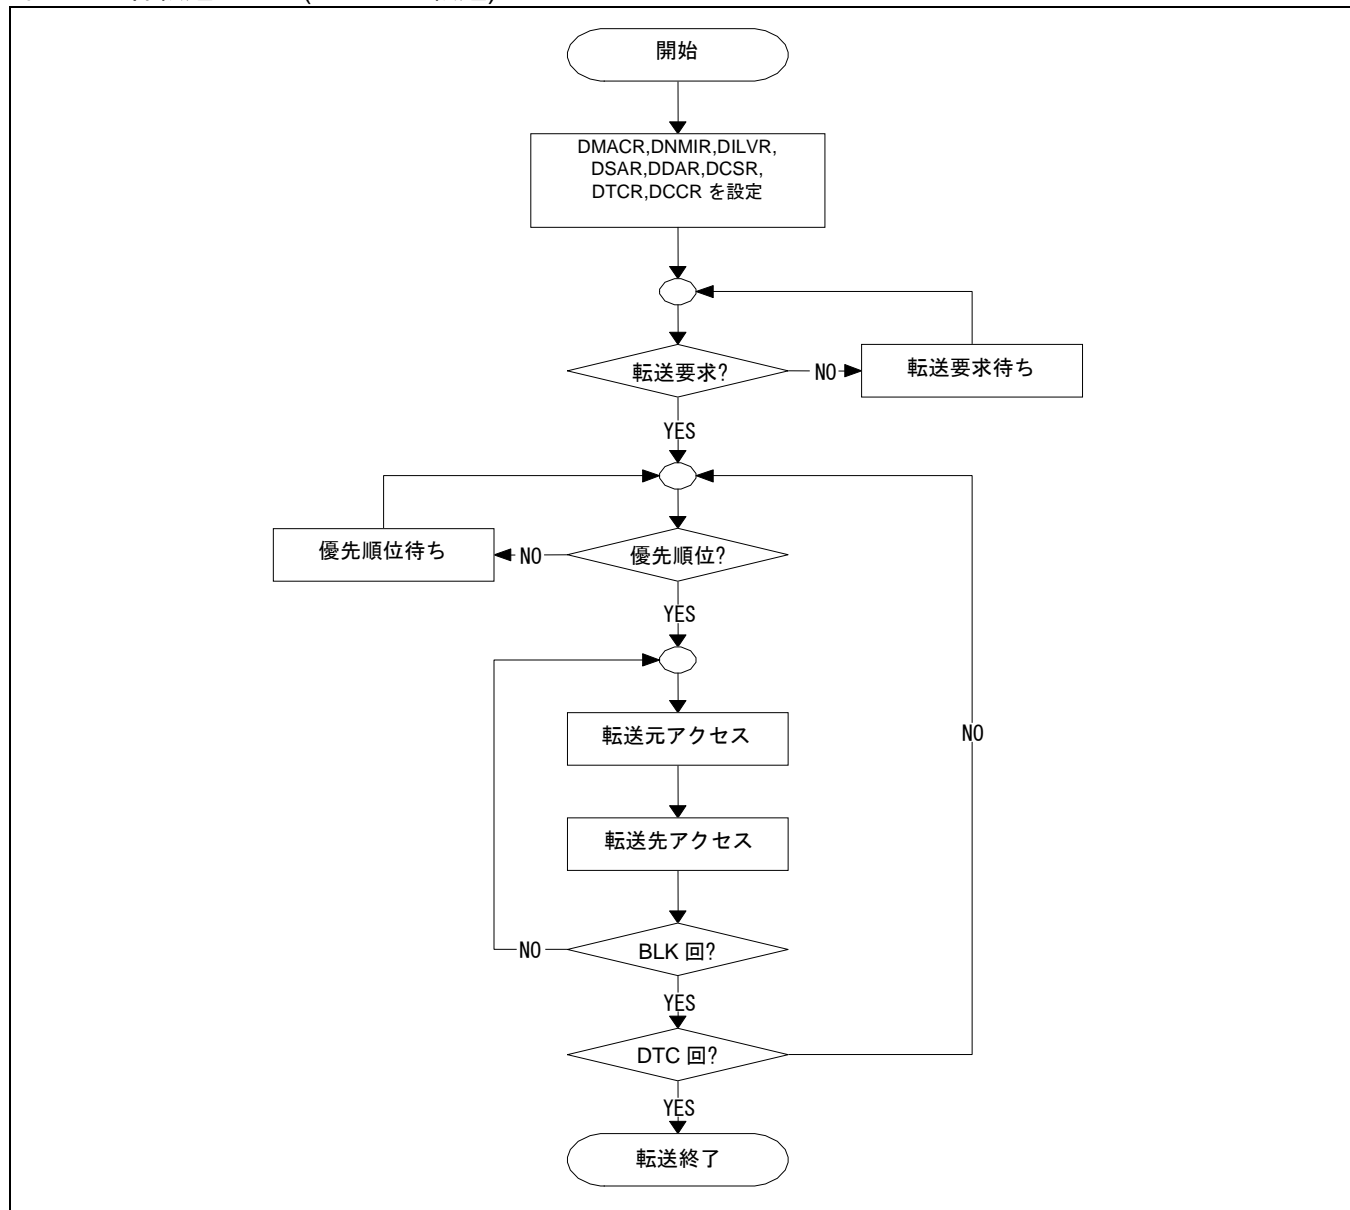 開始
DMACR,DNMIR,DILVR,
DSAR,DDAR,DCSR,
DTCR,DCCR を設定
転送要求?
NO
転送要求待ち
YES
優先順位待ち
NO
優先順位?
YES
転送元アクセス
NO
転送先アクセス
NO
BLK 回?
YES
DTC 回?
YES
転送終了